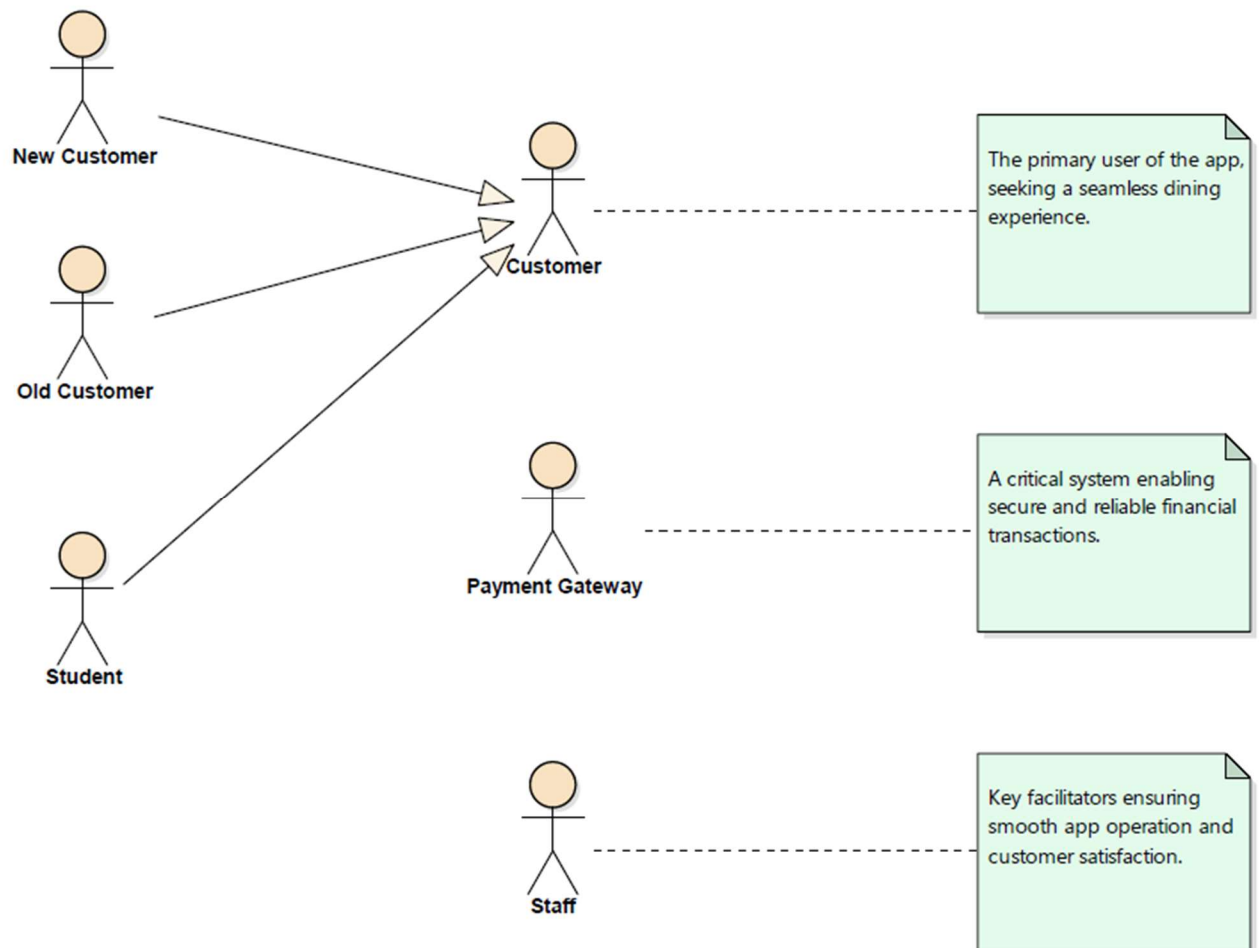 New Customer
Customer
The primary user of the app,
seeking a seamless dining
experience.
Old Customer
Payment Gateway
A critical system enabling
secure and reliable financial
transactions.
Student
Staff
Key facilitators ensuring
smooth app operation and
customer satisfaction.